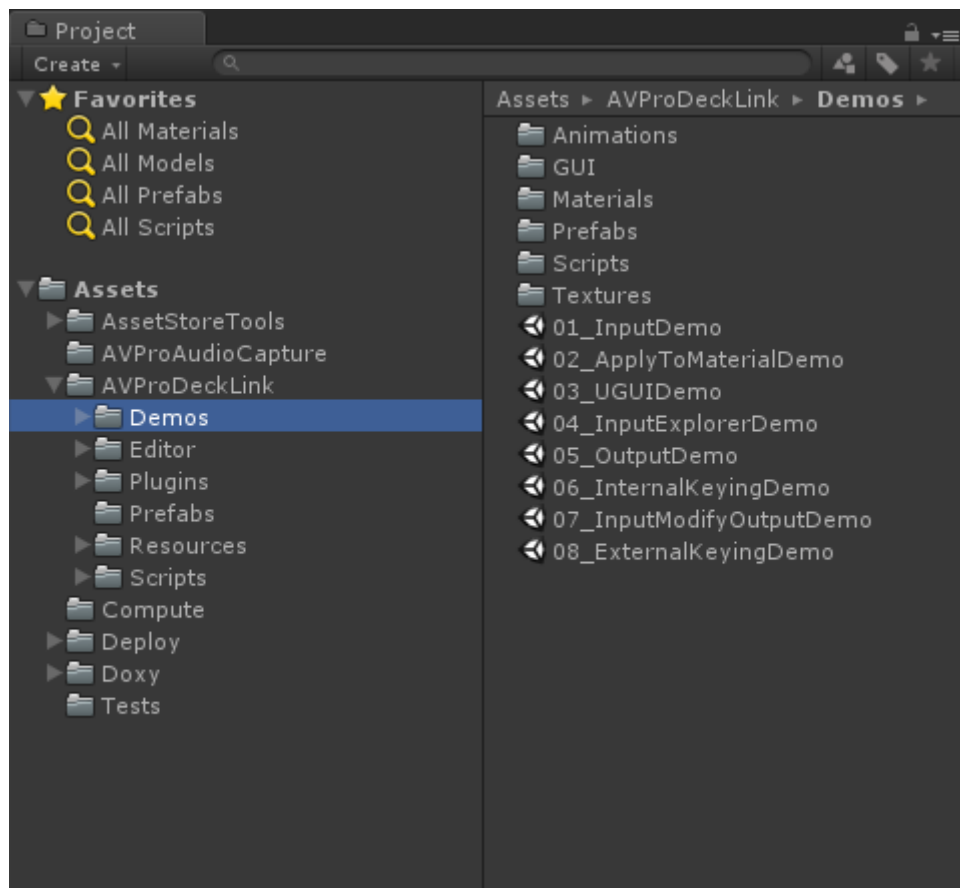 Project
Create
Favorites
All Materials
All Models
All Prefabs
All Scripts
Assets
AssetStoreTools
AVProAudioCapture
AVProDeckLink
Demos
Editor
Plugins
Prefabs
Resources
Scripts
Compute
Deploy
Doxy
Tests
Assets ▸ AVProDeckLink ▸ Demos ▸
Animations
GUI
Materials
Prefabs
Scripts
Textures
01_InputDemo
02_ApplyToMaterialDemo
03_UGUIDemo
04_InputExplorerDemo
05_OutputDemo
06_InternalKeyingDemo
07_InputModifyOutputDemo
08_ExternalKeyingDemo